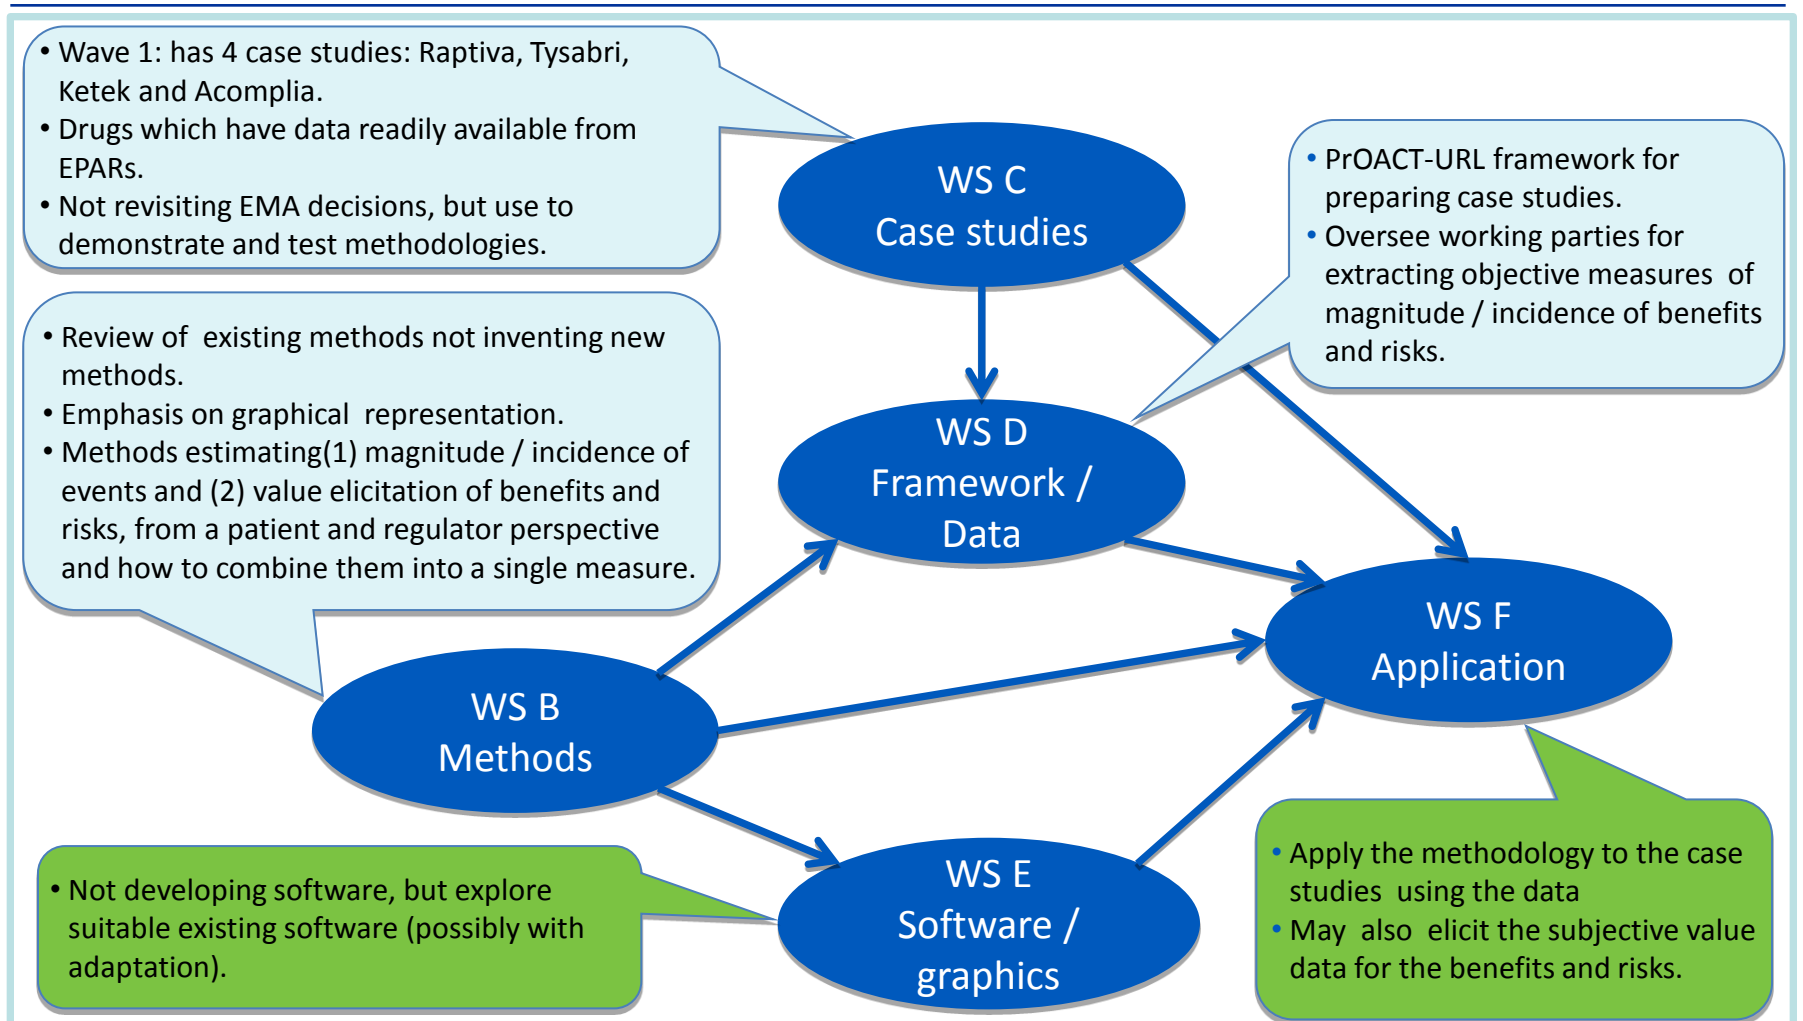 • Wave 1: has 4 case studies: Raptiva, Tysabri,
Ketek and Acomplia.
• Drugs which have data readily available from
EPARs.
• Not revisiting EMA decisions, but use to
demonstrate and test methodologies.
WS C
Case studies
• PrOACT-URL framework for
preparing case studies.
• Oversee working parties for
extracting objective measures of
magnitude / incidence of benefits
and risks.
• Review of existing methods not inventing new
methods.
• Emphasis on graphical representation.
• Methods estimating(1) magnitude / incidence of
events and (2) value elicitation of benefits and
risks, from a patient and regulator perspective
and how to combine them into a single measure.
WS D
Framework /
Data
WS F
Application
WS B
Methods
• Not developing software, but explore
suitable existing software (possibly with
adaptation).
WS E
Software /
graphics
• Apply the methodology to the case
studies using the data
• May also elicit the subjective value
data for the benefits and risks.